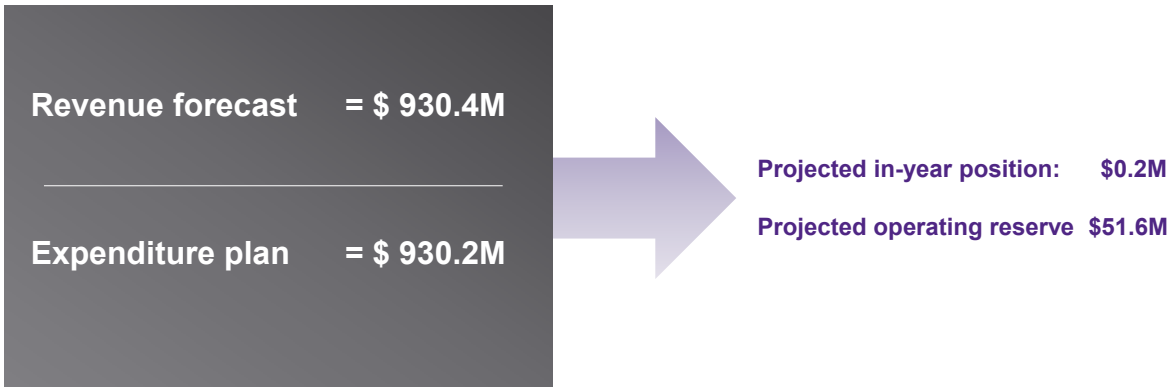 Revenue forecast = $ 930.4M
Expenditure plan = $ 930.2M
Projected in-year position: $0.2M
Projected operating reserve $51.6M